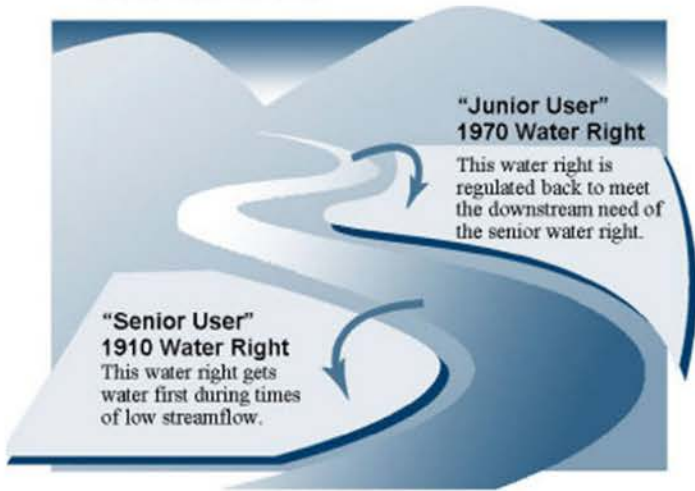 “Junior User”
1970 Water Right
This water right is
regulated back to meet
the downstream need of
the senior water right.
“Senior User”
1910 Water Right
This water right gets
water first during times
of low streamflow.